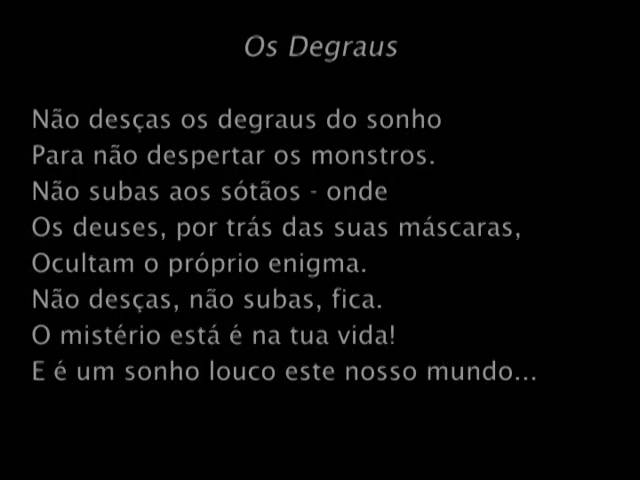 Os Degraus
Não desças os degraus do sonho
Para não despertar os monstros.
Não subas aos sótãos - onde
Os deuses, por trás das suas máscaras,
Ocultam o próprio enigma.
Não desças, não subas, fica.
O mistério está é na tua vida!
E é um sonho louco este nosso mundo...